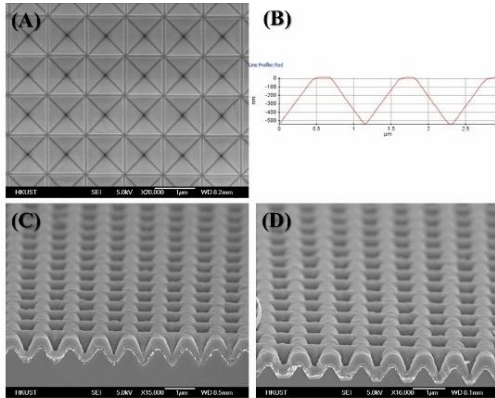 (A)
HKUST SEI 5.0kV X20,000 1µm WD 8.2mm
(B)
Line Profile: Red
0
-100
-200
-300
-400
-500
nm
0 0.5 1 1.5 2 2.5
µm
(C)
HKUST SEI 5.0kV X15,000 1µm WD 8.5mm
(D)
HKUST SEI 5.0kV X16,000 1µm WD 8.1mm